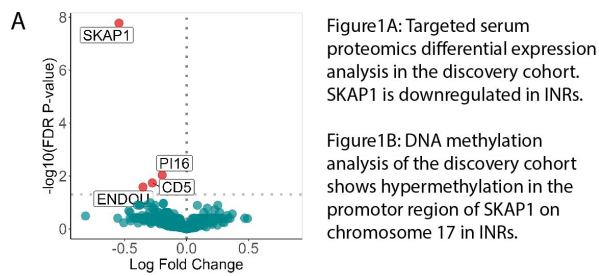 A
8
6
4
2
0
-log10(FDR P-value)
SKAP1
PI16
CD5
ENDOU
-0.5
0.0
0.5
Log Fold Change
Figure1A: Targeted serum
proteomics differential expression
analysis in the discovery cohort.
SKAP1 is downregulated in INRs.
Figure1B: DNA methylation
analysis of the discovery cohort
shows hypermethylation in the
promotor region of SKAP1 on
chromosome 17 in INRs.